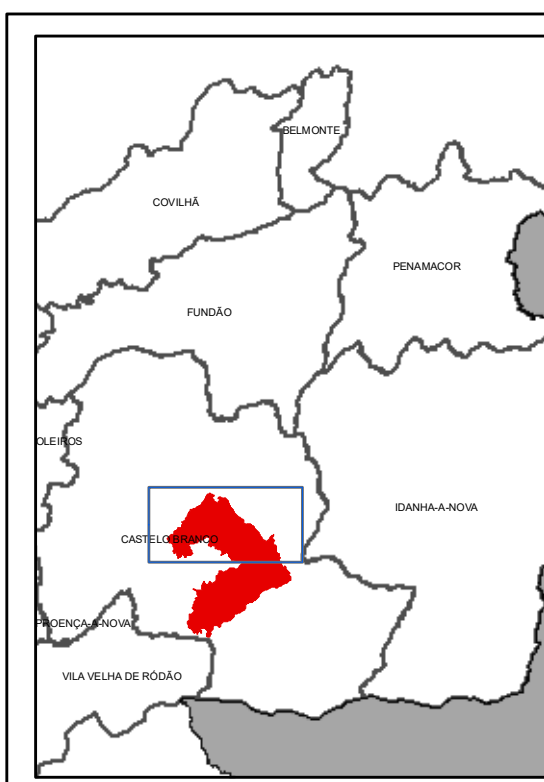 BELMONTE
COVILHÃ
PENAMACOR
FUNDÃO
OLEIROS
IDANHA-A-NOVA
CASTELO BRANCO
PROENÇA-A-NOVA
VILA VELHA DE RÓDÃO